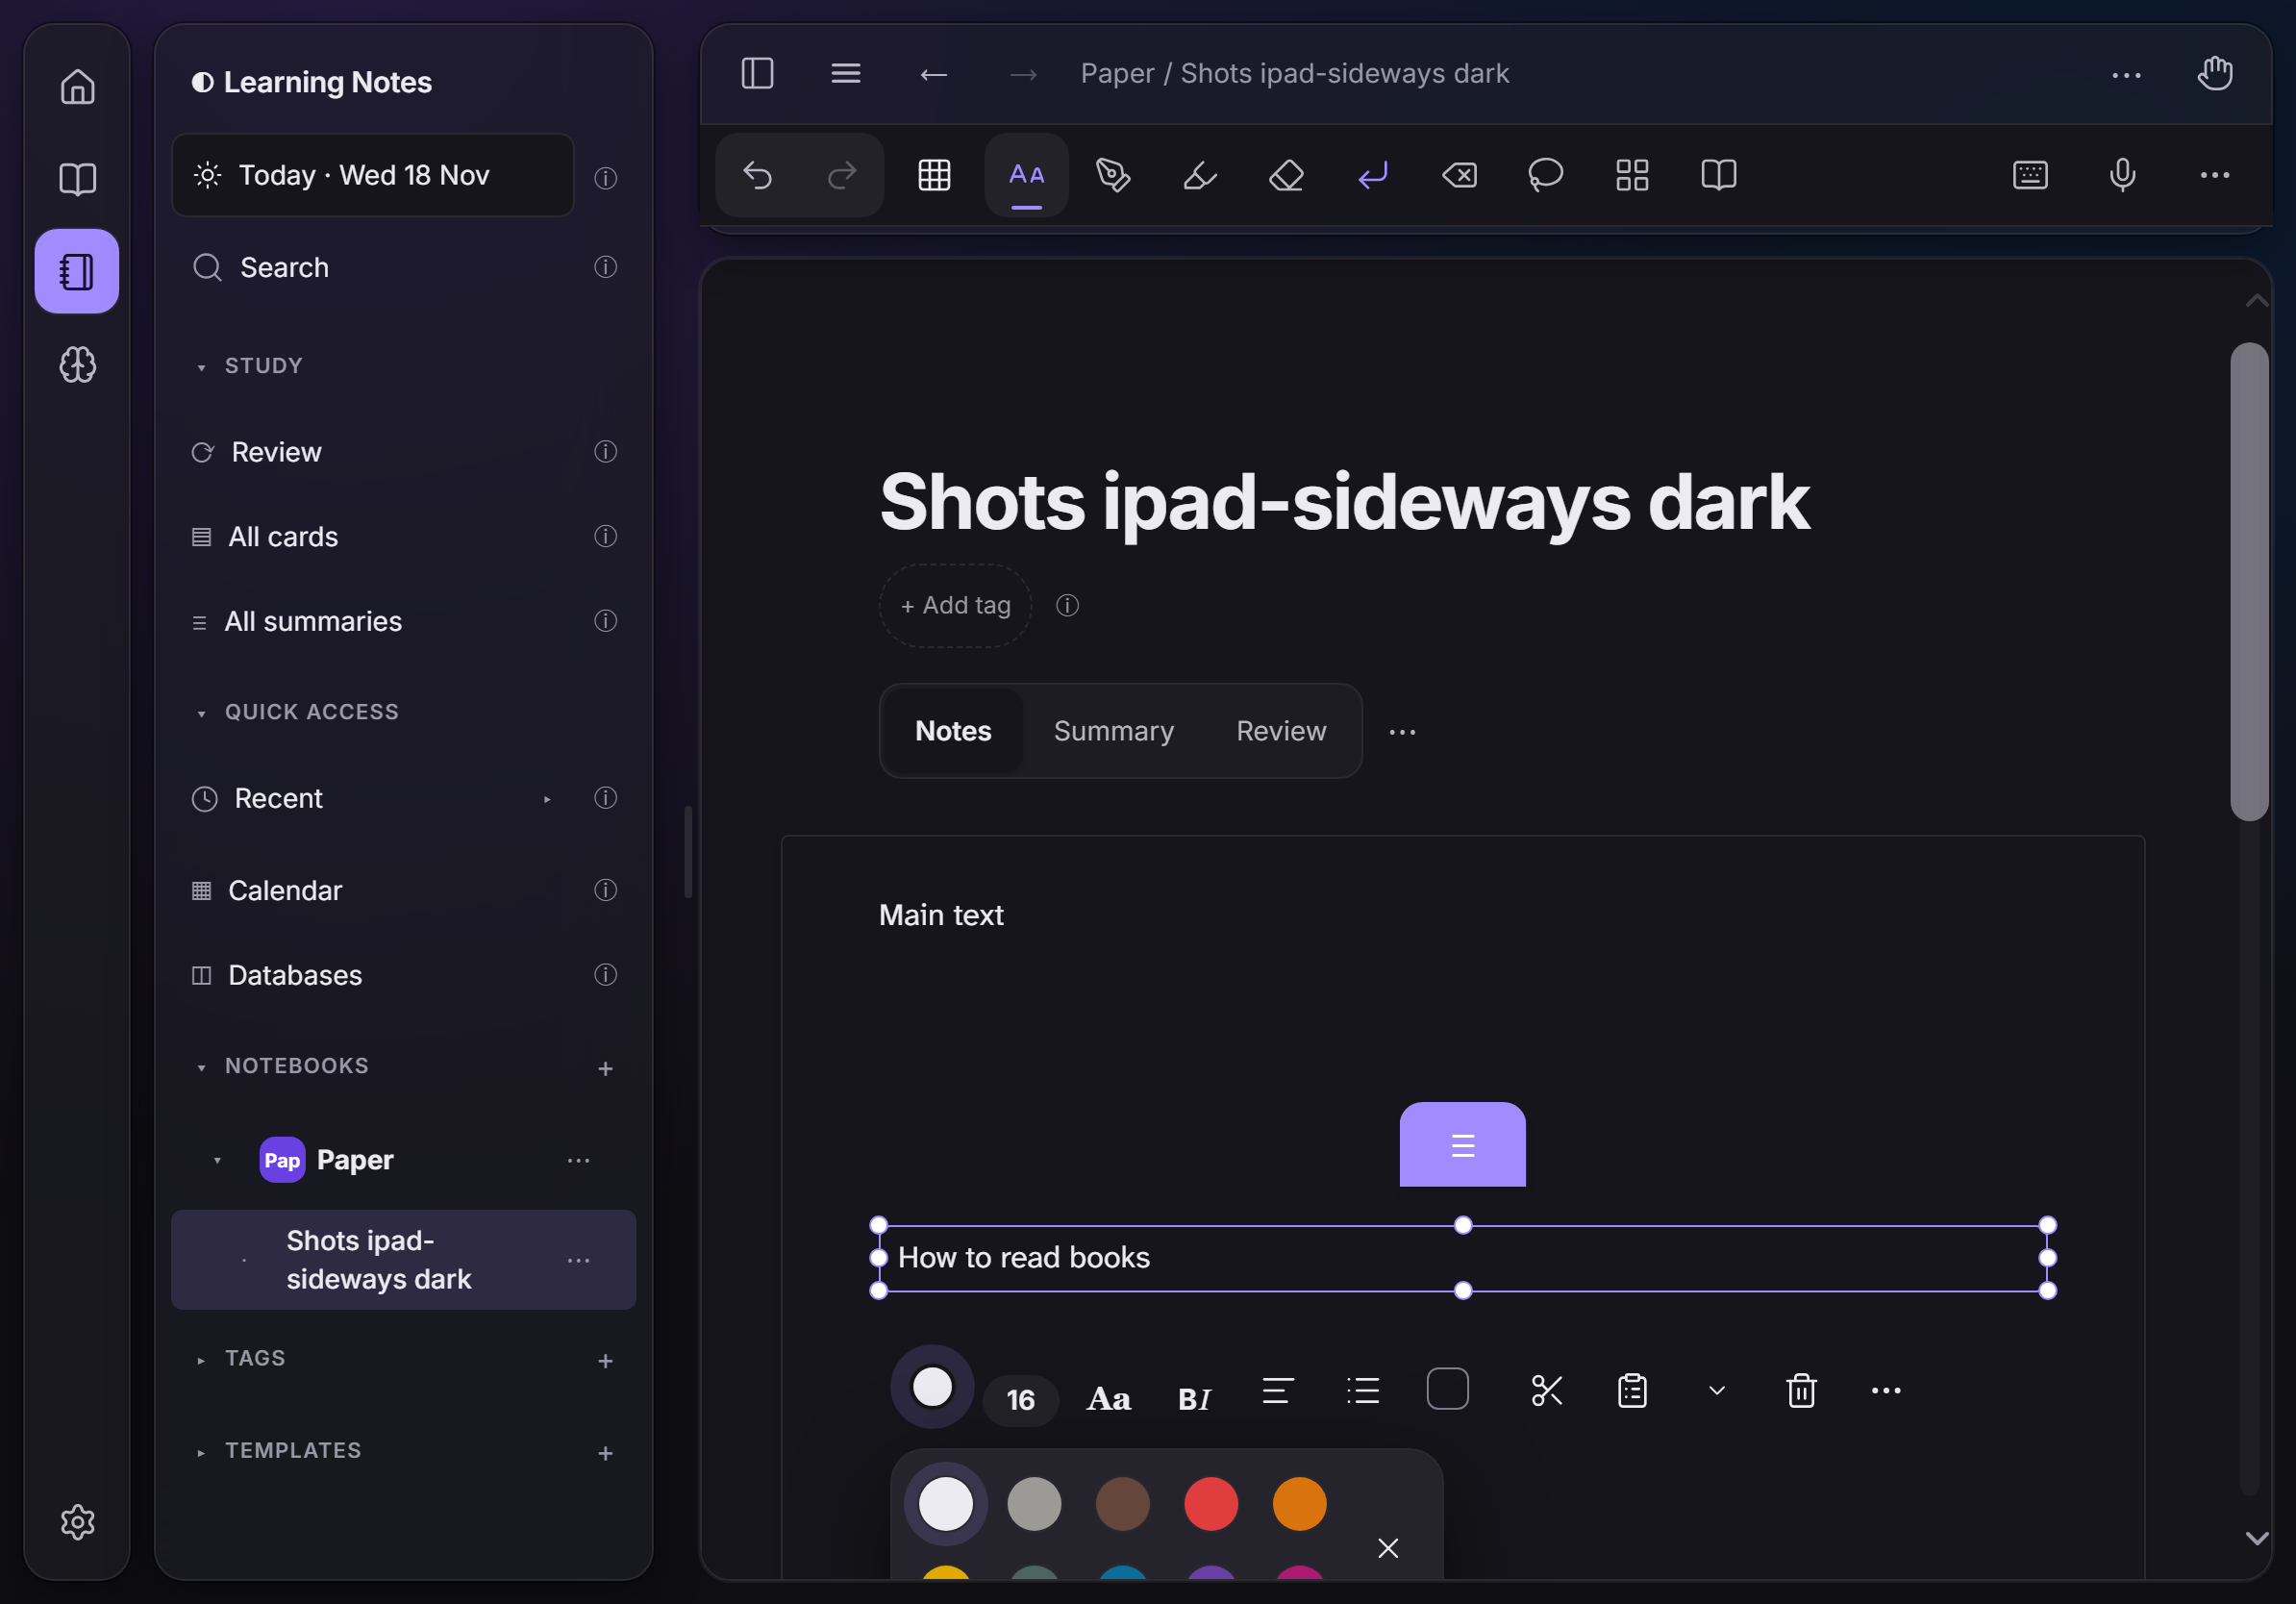 Learning Notes
Today · Wed 18 Nov
Search
STUDY
Review
All cards
All summaries
QUICK ACCESS
Recent
Calendar
Databases
NOTEBOOKS
+
Pap Paper
Shots ipad-
sideways dark
TAGS
+
TEMPLATES
+
Paper / Shots ipad-sideways dark
AA
Shots ipad-sideways dark
+ Add tag
Notes Summary Review
Main text
How to read books
16 Aa BI